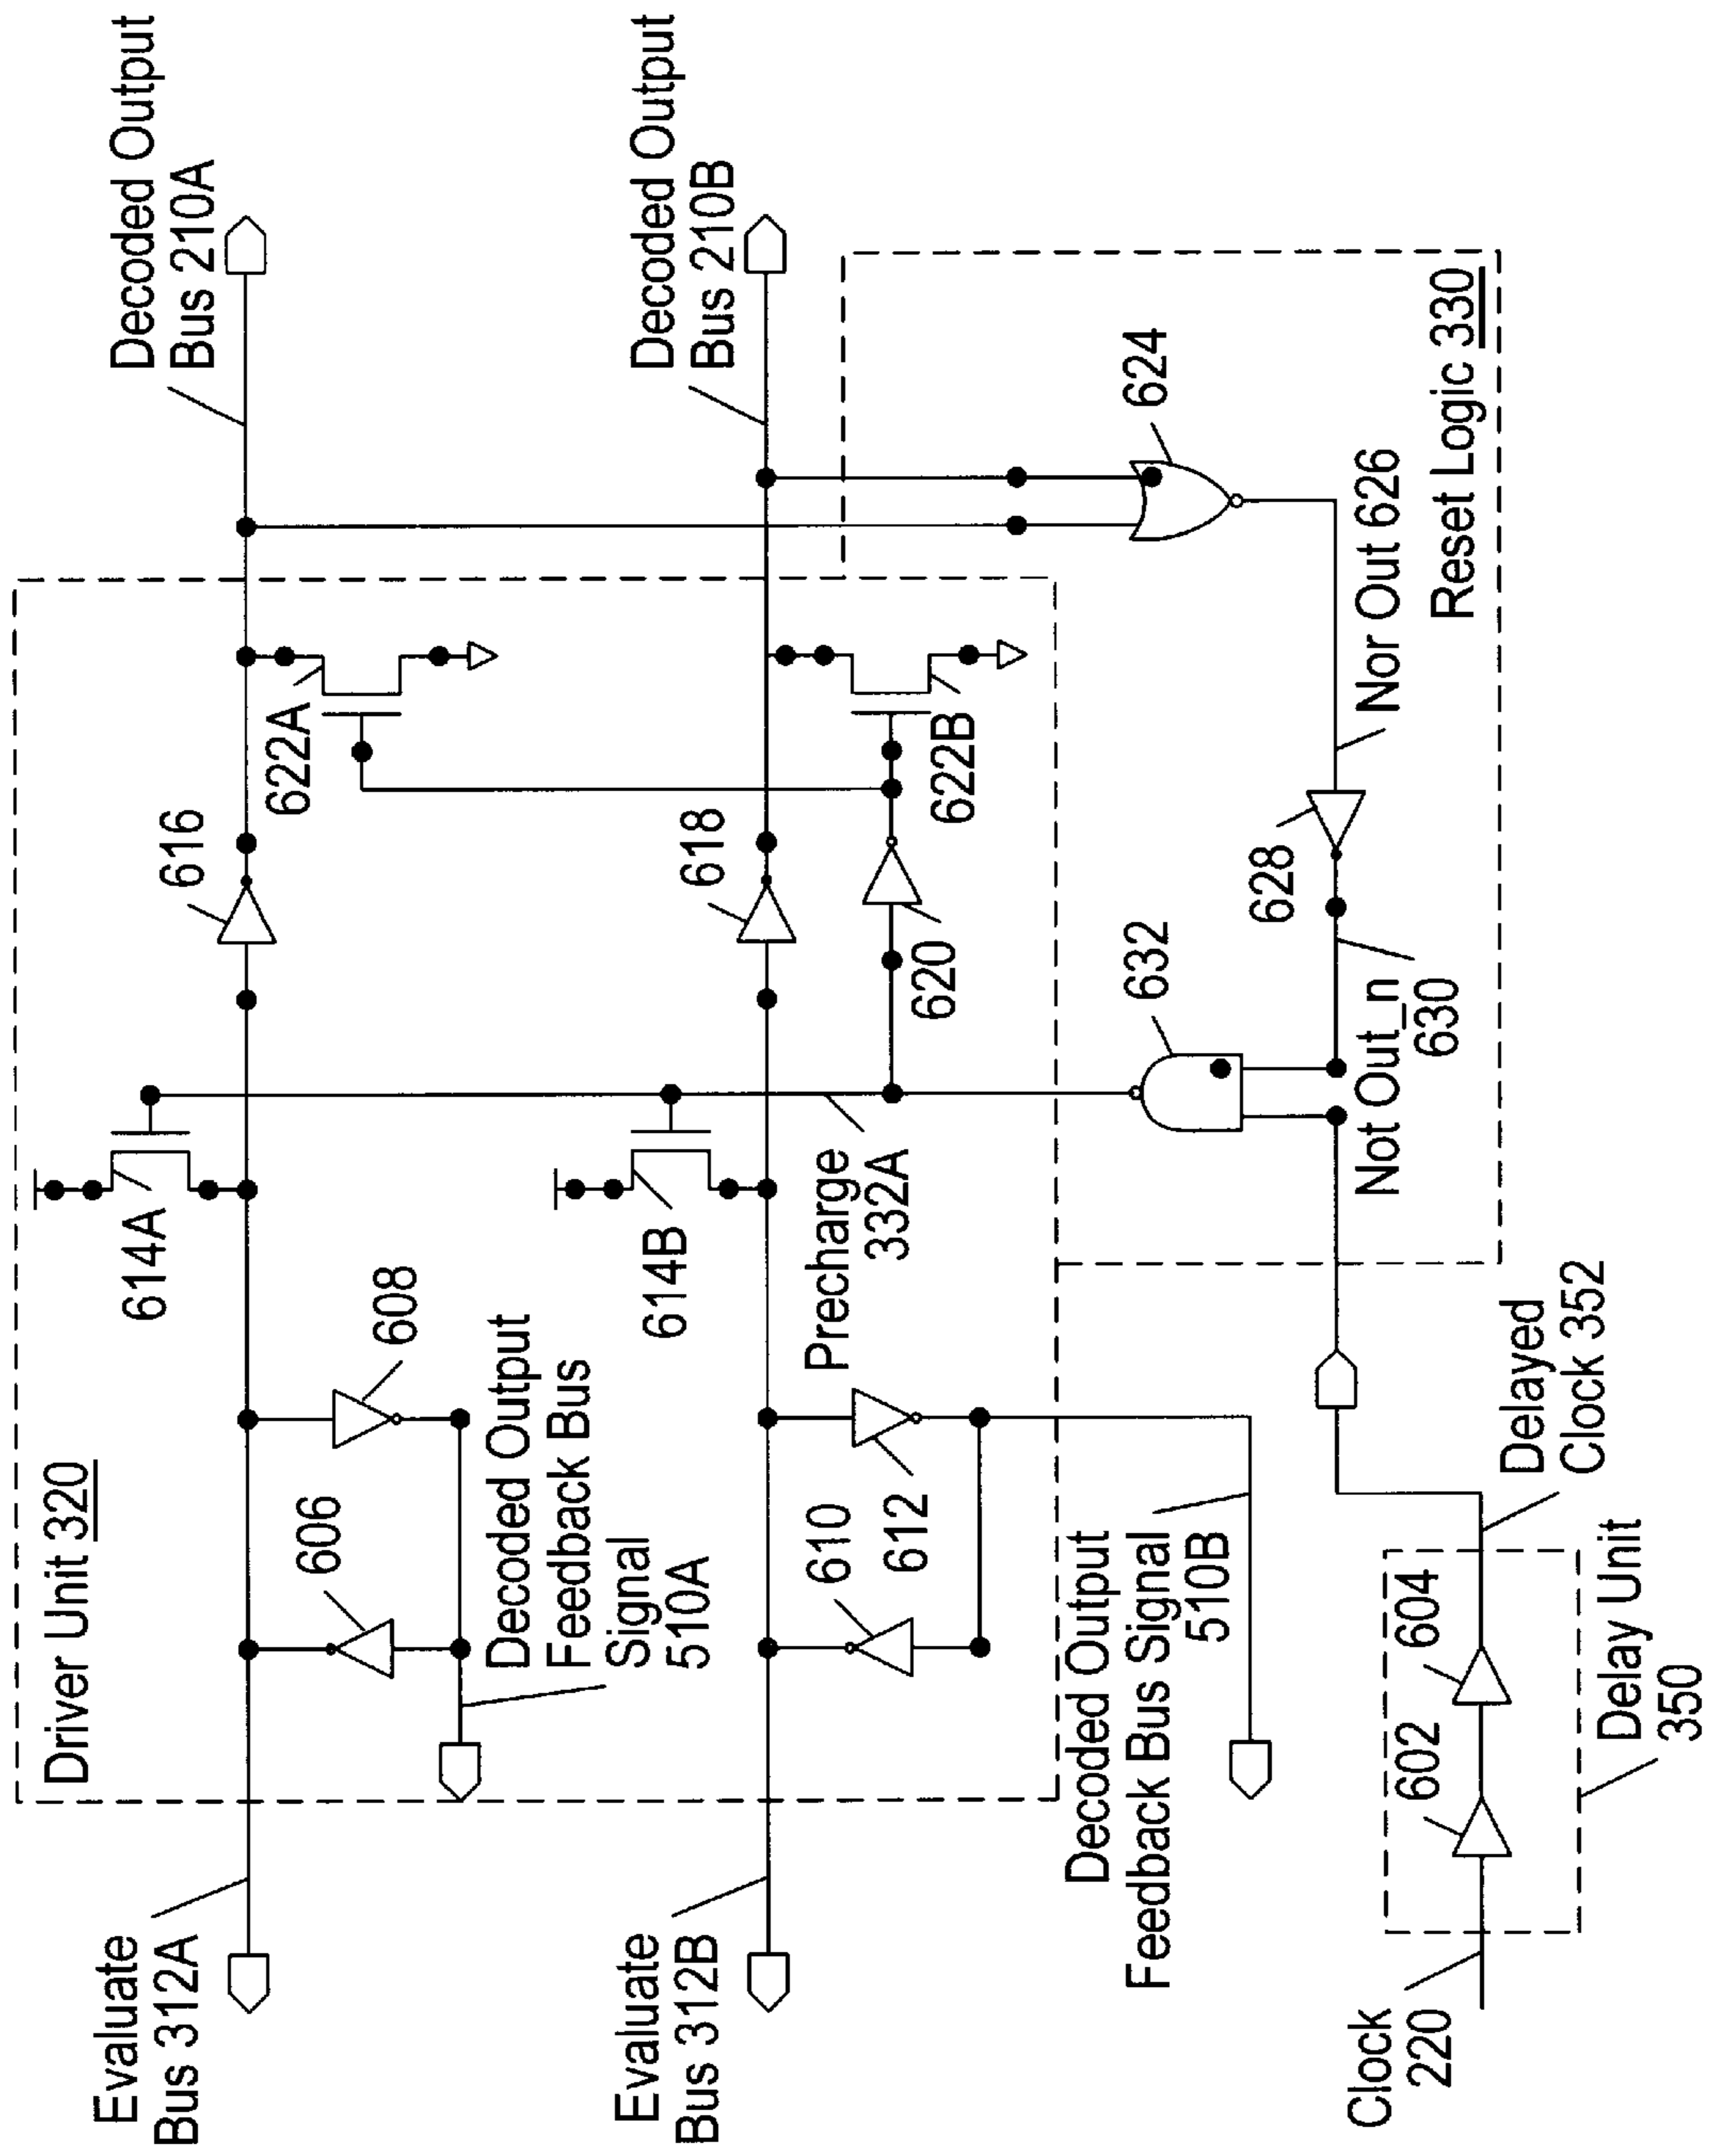 Decoded Output
Bus 210A
Decoded Output
Bus 210B
Driver Unit 320
614A
616
622A
608
606
Decoded Output
Feedback Bus
Signal
510A
614B
618
622B
620
Precharge
332A
610
612
Evaluate
Bus 312A
Evaluate
Bus 312B
Decoded Output
Feedback Bus Signal
510B
624
632
628
Nor Out 626
Not Out_n
630
Reset Logic 330
Clock
220
602
604
Delayed
Clock 352
Delay Unit
350